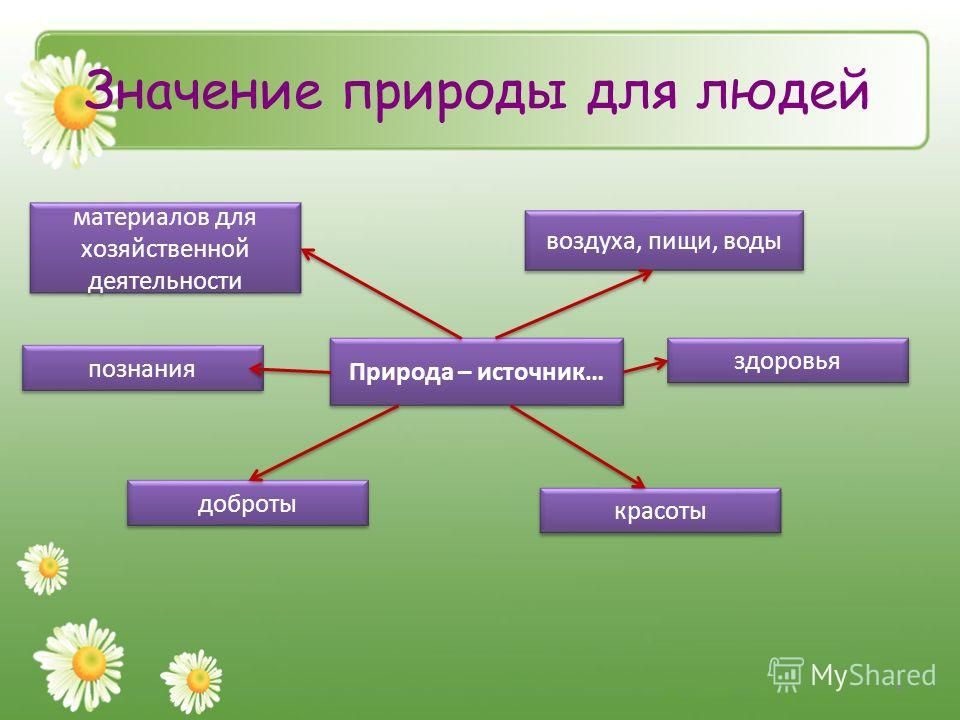 Значение природы для людей
материалов для
хозяйственной
деятельности
воздуха, пищи, воды
познания
Природа – источник…
здоровья
доброты
красоты
MyShared